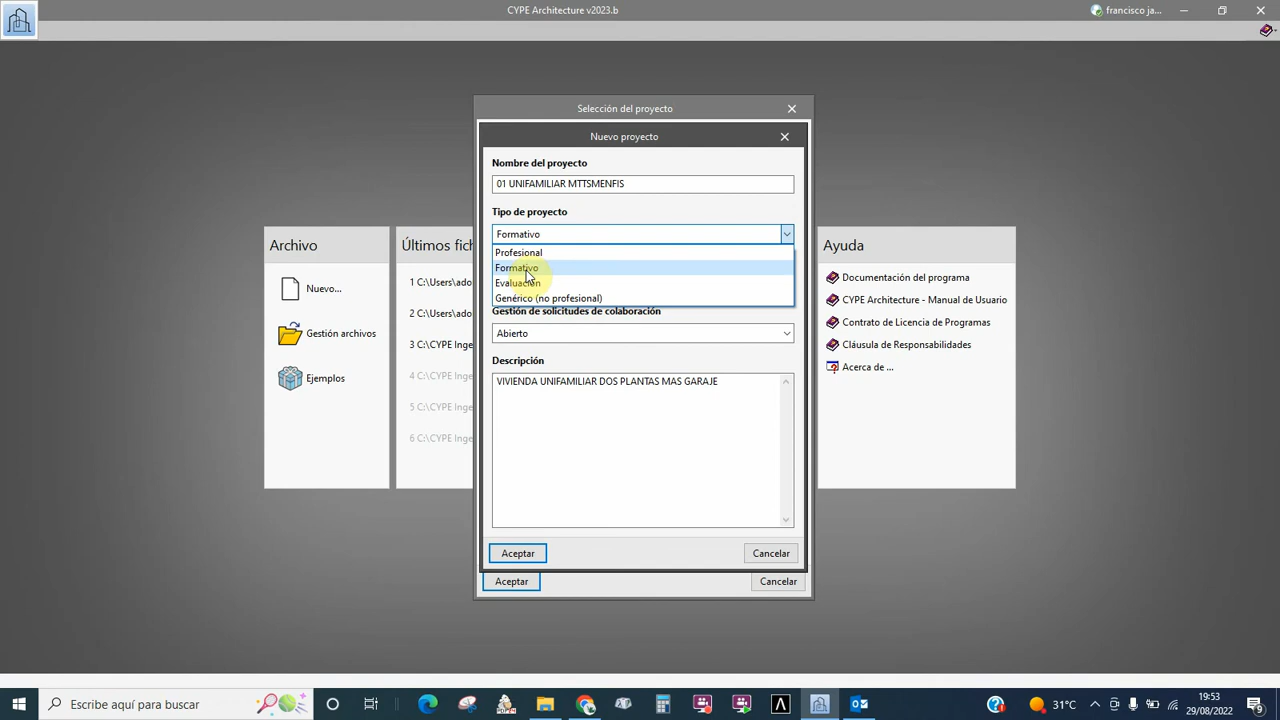 CYPE Architecture v2023.b
francisco ja...
Selección del proyecto
Nuevo proyecto
Nombre del proyecto
01 UNIFAMILIAR MTTSMENFIS
Tipo de proyecto
Formativo
Profesional
Formativo
Evaluación
Genérico (no profesional)
Gestión de solicitudes de colaboración
Abierto
Descripción
VIVIENDA UNIFAMILIAR DOS PLANTAS MAS GARAJE
Aceptar
Cancelar
Aceptar
Cancelar
Archivo
Nuevo...
Gestión archivos
Ejemplos
Últimos fich
1 C:\Users\ado
2 C:\Users\ado
3 C:\CYPE Inge
4 C:\CYPE Inge
5 C:\CYPE Inge
6 C:\CYPE Inge
Ayuda
Documentación del programa
CYPE Architecture - Manual de Usuario
Contrato de Licencia de Programas
Cláusula de Responsabilidades
Acerca de ...
Escribe aquí para buscar
31°C
19:53
29/08/2022